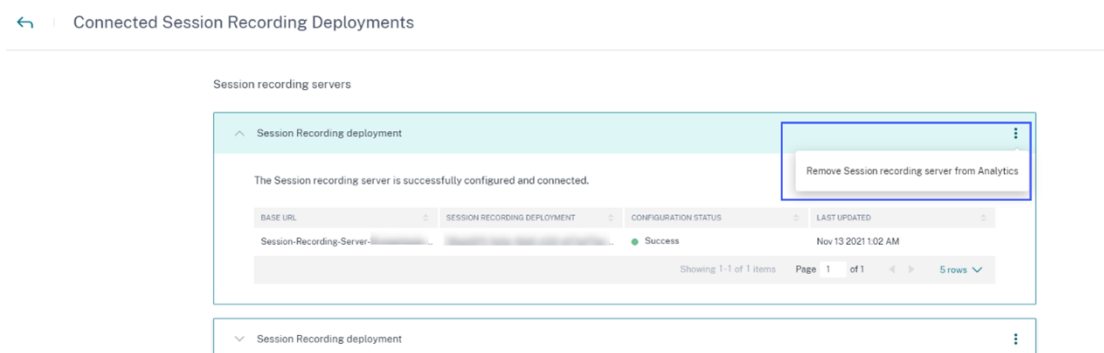 Connected Session Recording Deployments
Session recording servers
Session Recording deployment
Remove Session recording server from Analytics
The Session recording server is successfully configured and connected.
BASE URL SESSION RECORDING DEPLOYMENT CONFIGURATION STATUS LAST UPDATED
Session-Recording-Server- ... ... Success Nov 13 2021 1:02 AM
Showing 1-1 of 1 items Page 1 of 1 5 rows
Session Recording deployment